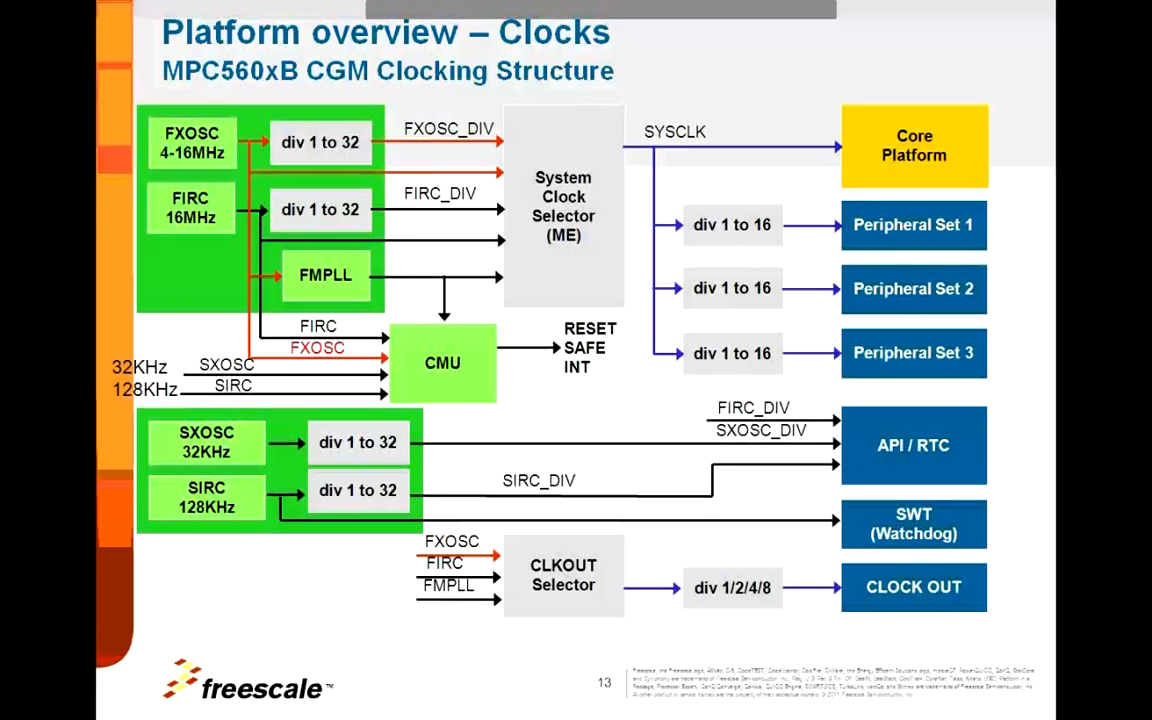 Platform overview – Clocks
MPC560xB CGM Clocking Structure
FXOSC
4-16MHz
div 1 to 32
FXOSC_DIV
SYSCLK
Core
Platform
FIRC
16MHz
div 1 to 32
FIRC_DIV
System
Clock
Selector
(ME)
div 1 to 16
Peripheral Set 1
FMPLL
div 1 to 16
Peripheral Set 2
FIRC
FXOSC
32KHz
SXOSC
128KHz
SIRC
CMU
RESET
SAFE
INT
div 1 to 16
Peripheral Set 3
SXOSC
32KHz
div 1 to 32
FIRC_DIV
SXOSC_DIV
API / RTC
SIRC
128KHz
div 1 to 32
SIRC_DIV
SWT
(Watchdog)
FXOSC
FIRC
FMPLL
CLKOUT
Selector
div 1/2/4/8
CLOCK OUT
freescale™
13